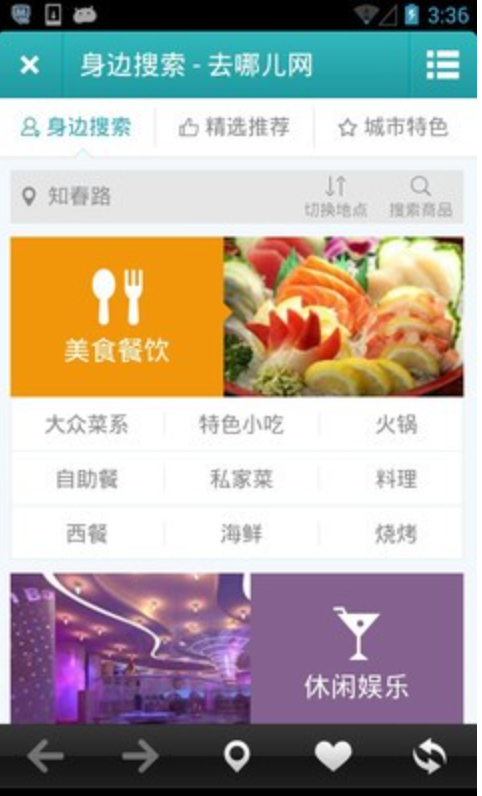 3:36
身边搜索 - 去哪儿网
身边搜索 精选推荐 城市特色
知春路 切换地点 搜索商品
美食餐饮
大众菜系 特色小吃 火锅
自助餐 私家菜 料理
西餐 海鲜 烧烤
休闲娱乐